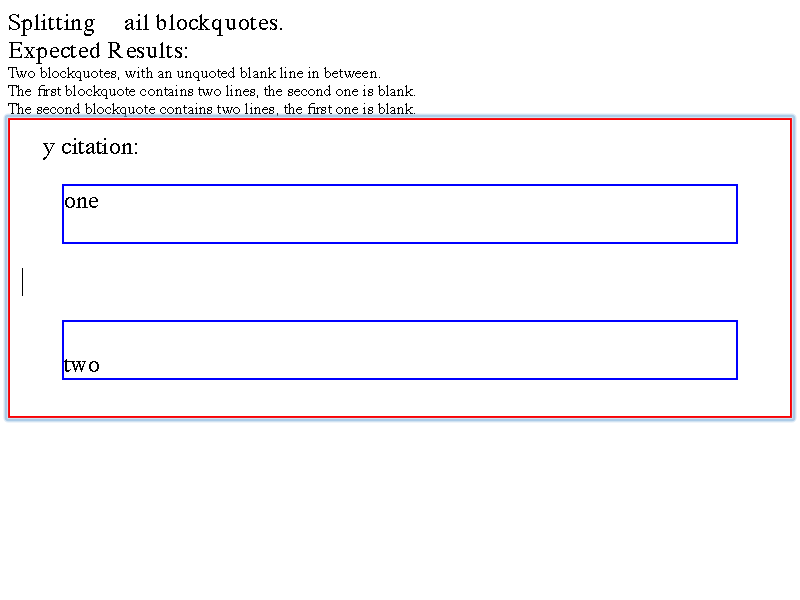 Splitting ail blockquotes.
Expected Results:
Two blockquotes, with an unquoted blank line in between.
The first blockquote contains two lines, the second one is blank.
The second blockquote contains two lines, the first one is blank.
y citation:
one
two